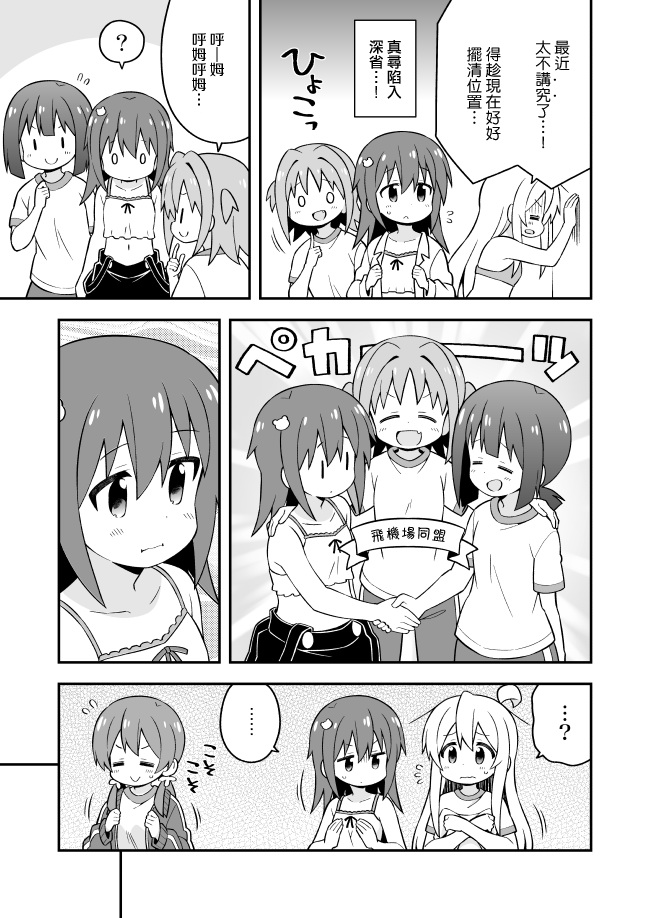 最近
太不講究了…!
得趁現在好好
擺清位置…
真尋陷入
深省…!
ひょこっ
呼—姆
呼姆呼姆…
?
ペカーーッ
飛機場同盟
…?
……
こそこそ